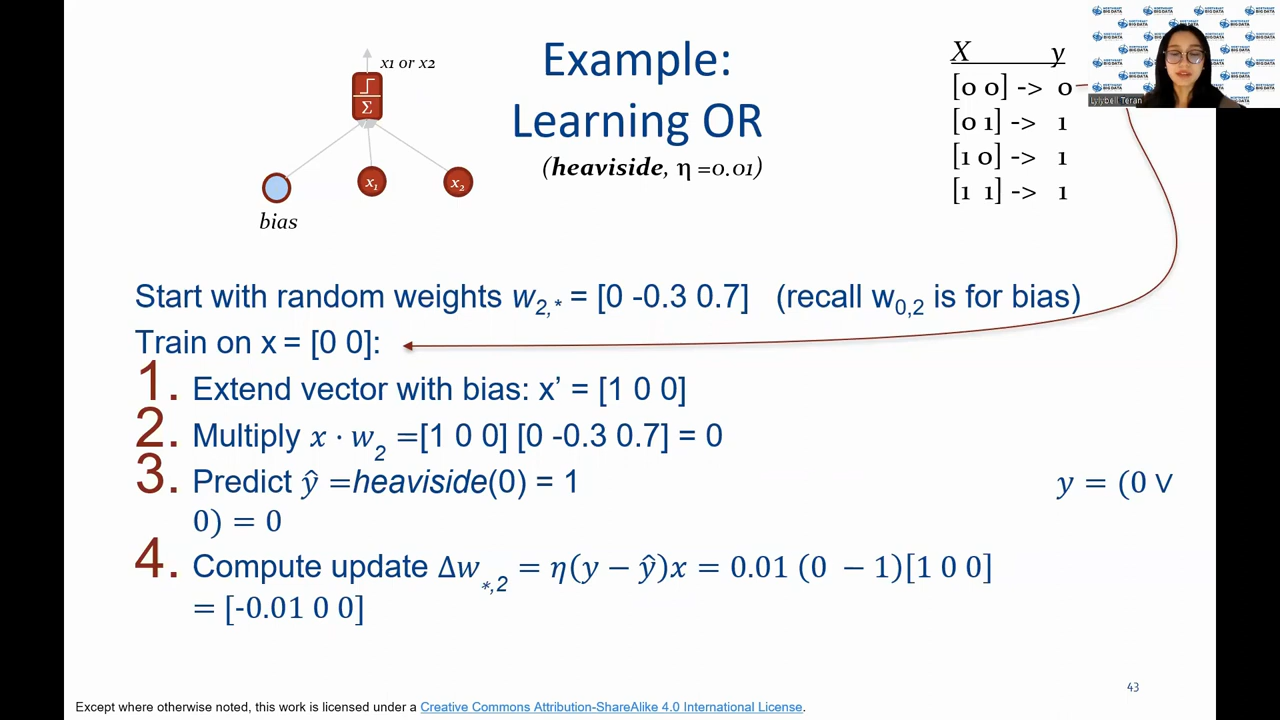 x1 or x2
Σ
x1
x2
bias
Example:
Learning OR
(heaviside, η =0.01)
X y
[0 0] -> 0
[0 1] -> 1
[1 0] -> 1
[1 1] -> 1
Lylybell Teran
Start with random weights w2,* = [0 -0.3 0.7] (recall w0,2 is for bias)
Train on x = [0 0]:
1. Extend vector with bias: x’ = [1 0 0]
2. Multiply x · w2 =[1 0 0] [0 -0.3 0.7] = 0
3. Predict ŷ =heaviside(0) = 1 y = (0 ∨
0) = 0
4. Compute update Δw*,2 = η(y − ŷ)x = 0.01 (0 − 1)[1 0 0]
= [-0.01 0 0]
43
Except where otherwise noted, this work is licensed under a Creative Commons Attribution-ShareAlike 4.0 International License.